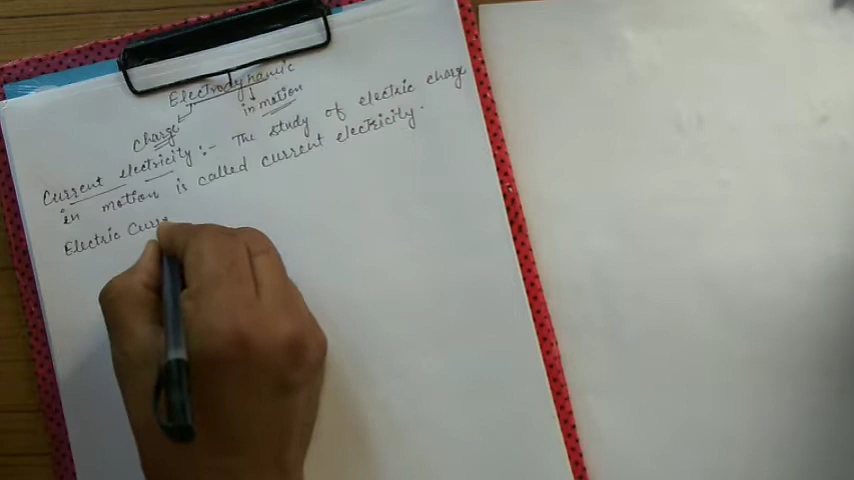 Electrodynamic
Charge in motion
Current electricity :- The study of electric charge
in motion is called current electricity.
Electric Curr